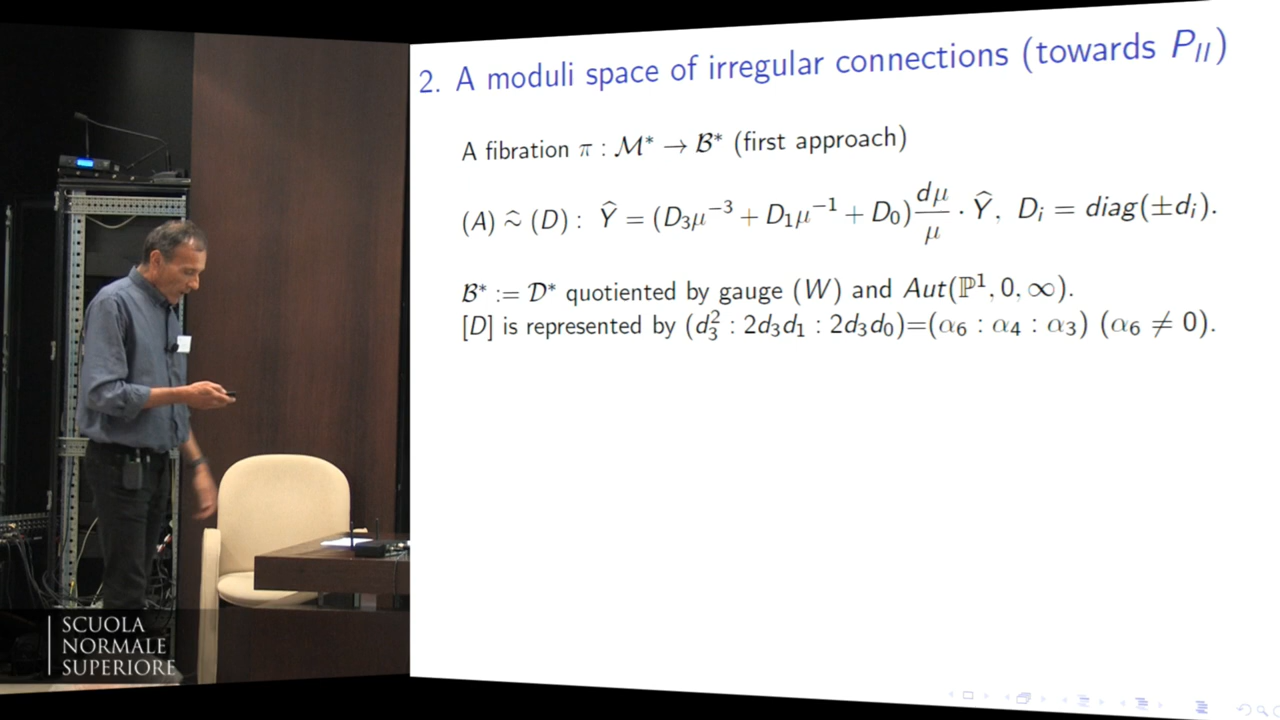 2. A moduli space of irregular connections (towards P_{II})
A fibration π : ℳ* → ℬ* (first approach)
(A) ≈̂ (D) : Ŷ = (D₃μ⁻³ + D₁μ⁻¹ + D₀) dμ/μ · Ŷ, Dᵢ = diag(±dᵢ).
ℬ* := 𝒟* quotiented by gauge (W) and Aut(ℙ¹, 0, ∞).
[D] is represented by (d₃² : 2d₃d₁ : 2d₃d₀)=(α₆ : α₄ : α₃) (α₆ ≠ 0).
SCUOLA
NORMALE
SUPERIORE